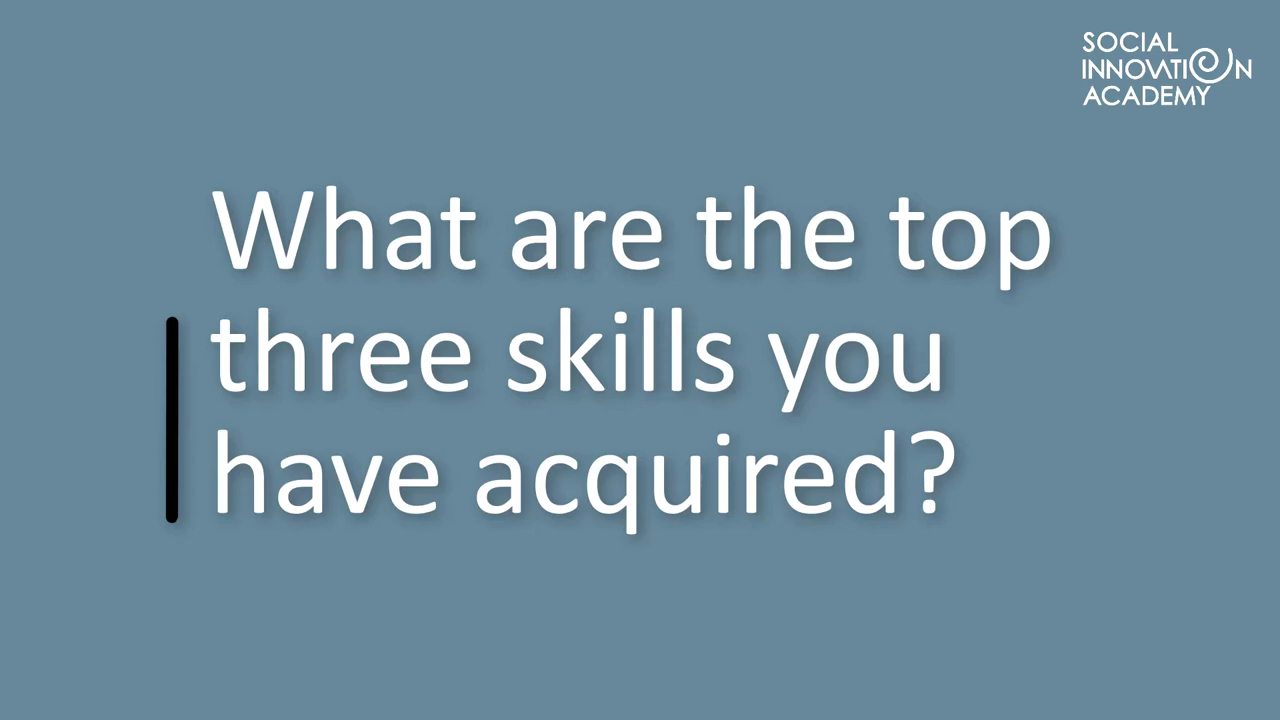 SOCIAL
INNOVATION
ACADEMY
What are the top
three skills you
have acquired?